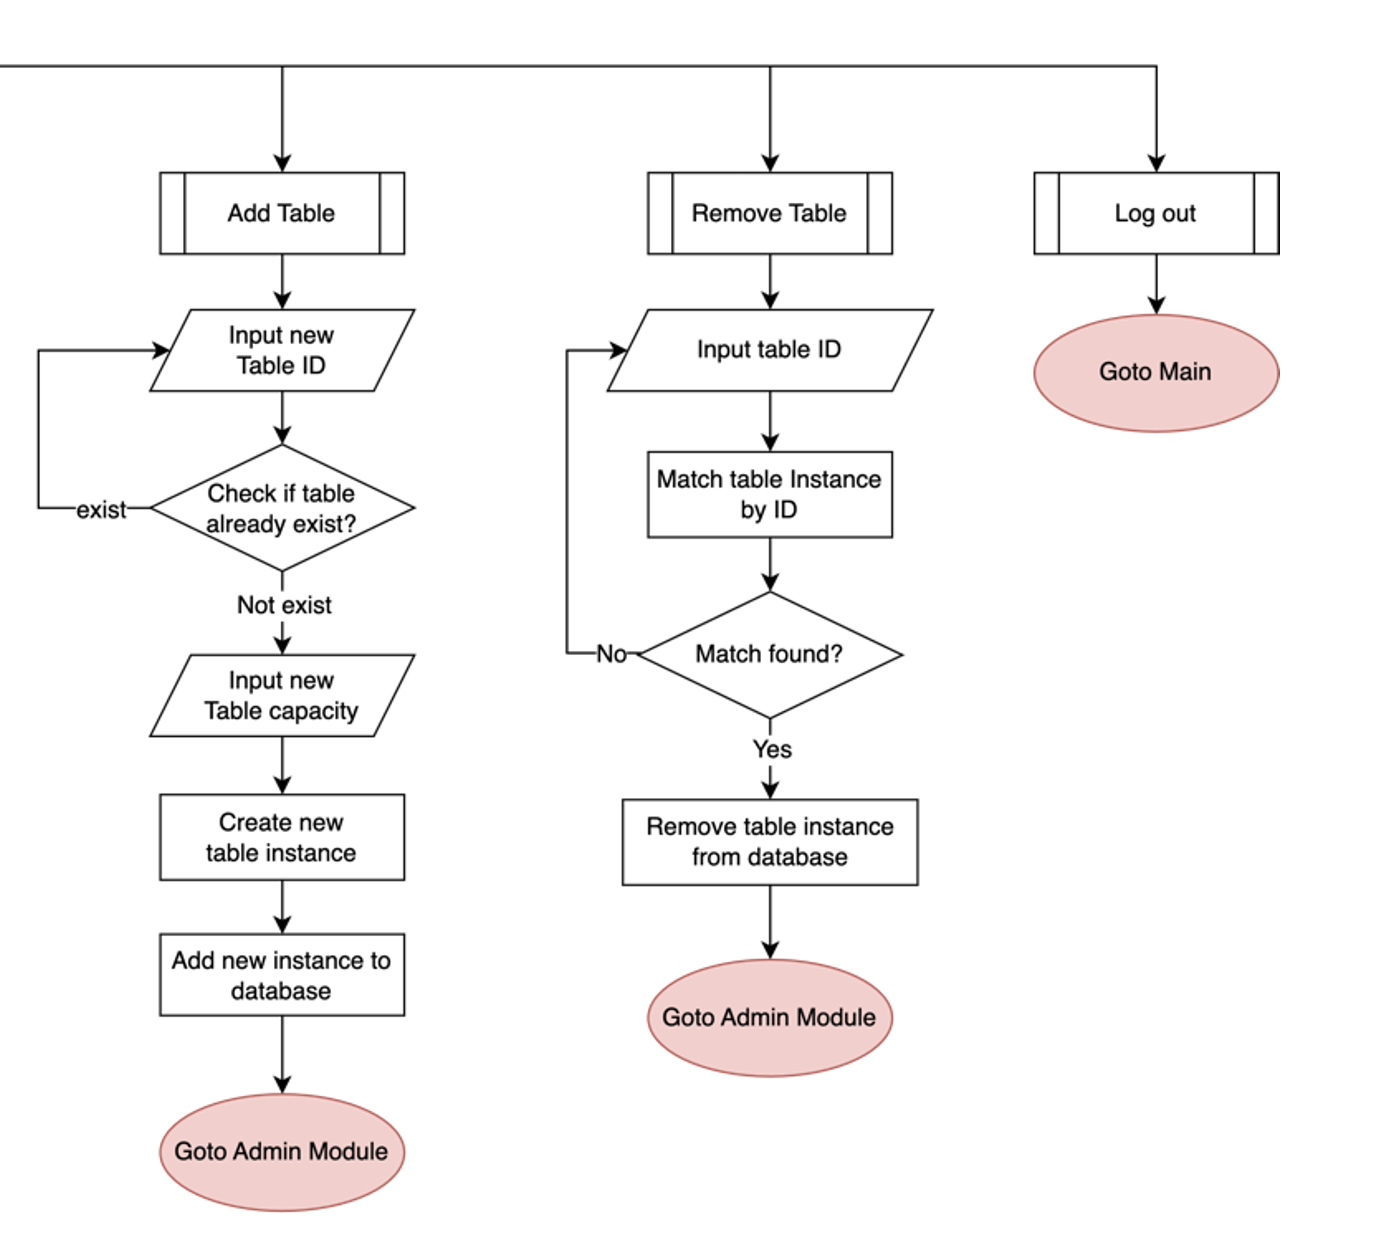 Add Table
Input new
Table ID
Check if table
already exist?
exist
Not exist
Input new
Table capacity
Create new
table instance
Add new instance to
database
Goto Admin Module
Remove Table
Input table ID
Match table Instance
by ID
Match found?
No
Yes
Remove table instance
from database
Goto Admin Module
Log out
Goto Main